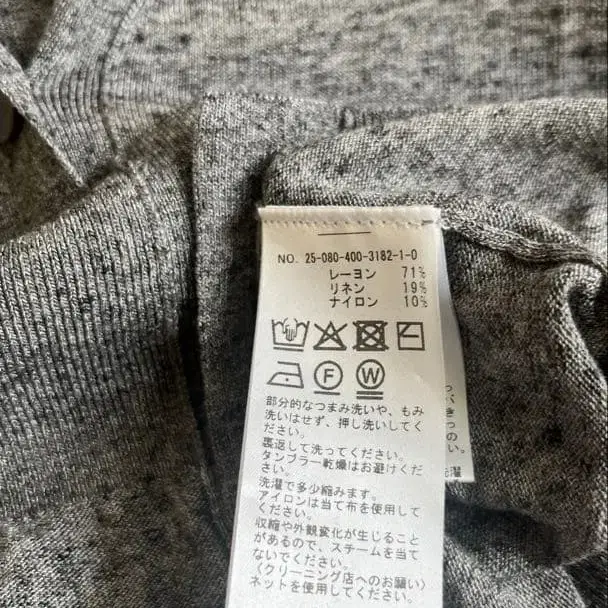 NO. 25-080-400-3182-1-0
レーヨン 71%
リネン 19%
ナイロン 10%
F W
部分的なつまみ洗いや、もみ
洗いはせず、押し洗いしてく
ださい。
裏返して洗ってください。
タンブラー乾燥はお避けくだ
さい。
洗濯で多少縮みます。
アイロンは当て布を使用して
ください。
収縮や外観変化が生じること
があるので、スチームを当て
ないでください。
〈クリーニング店へのお願い〉
ネットを使用してください
い。
洗濯